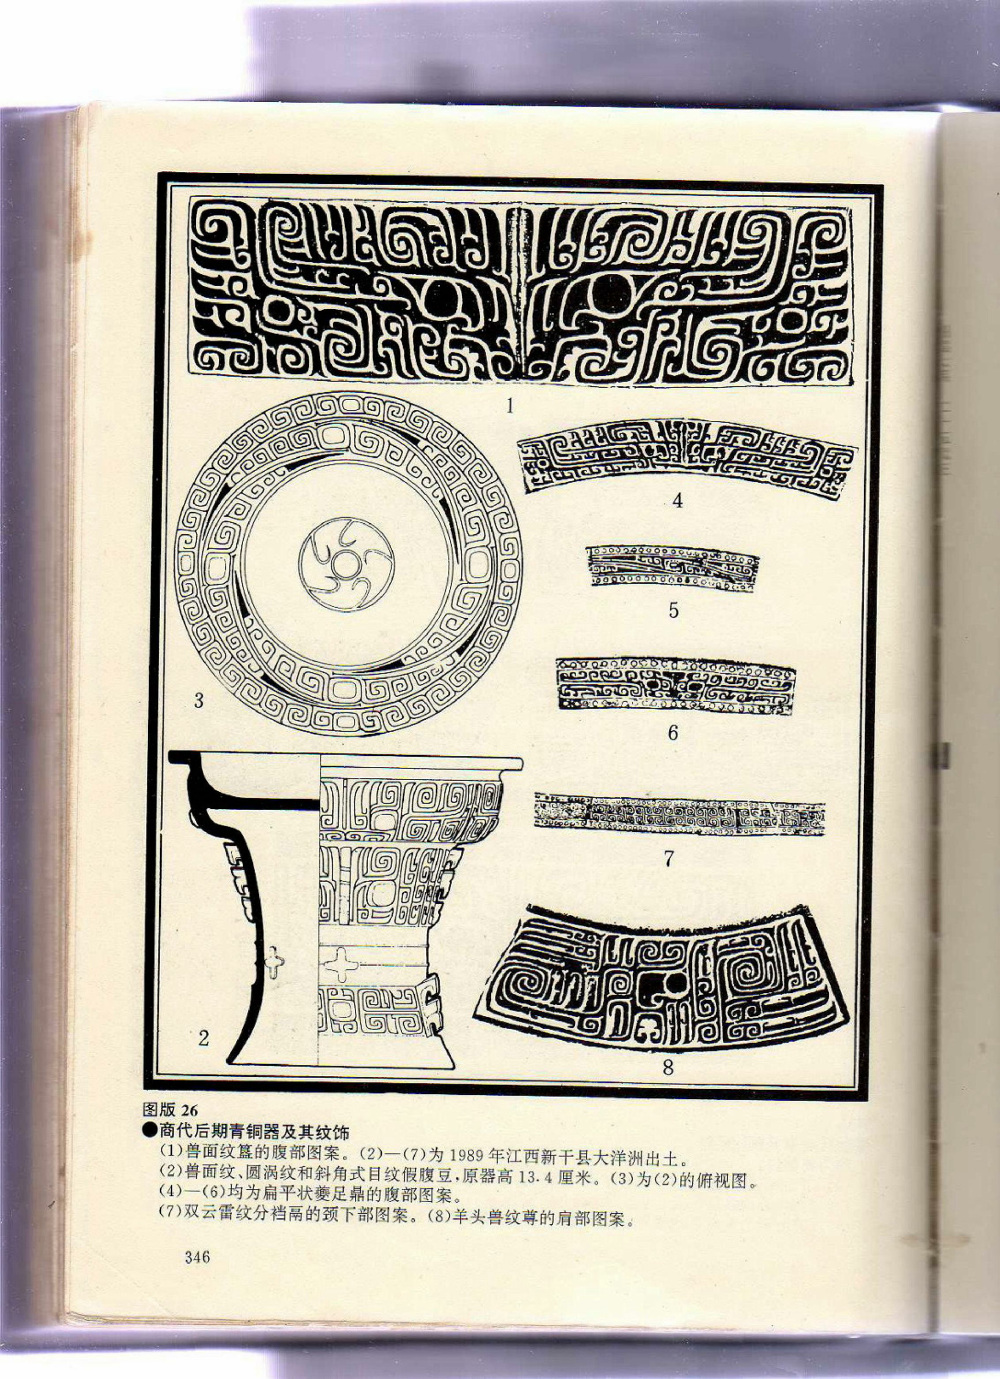 1
4
5
3
6
7
2
8
图版 26
●商代后期青铜器及其纹饰
(1)兽面纹簋的腹部图案。(2)—(7)为 1989 年江西新干县大洋洲出土。
(2)兽面纹、圆涡纹和斜角式目纹假腹豆,原器高 13.4 厘米。(3)为(2)的俯视图。
(4)—(6)均为扁平状夔足鼎的腹部图案。
(7)双云雷纹分裆鬲的颈下部图案。(8)羊头兽纹尊的肩部图案。
346